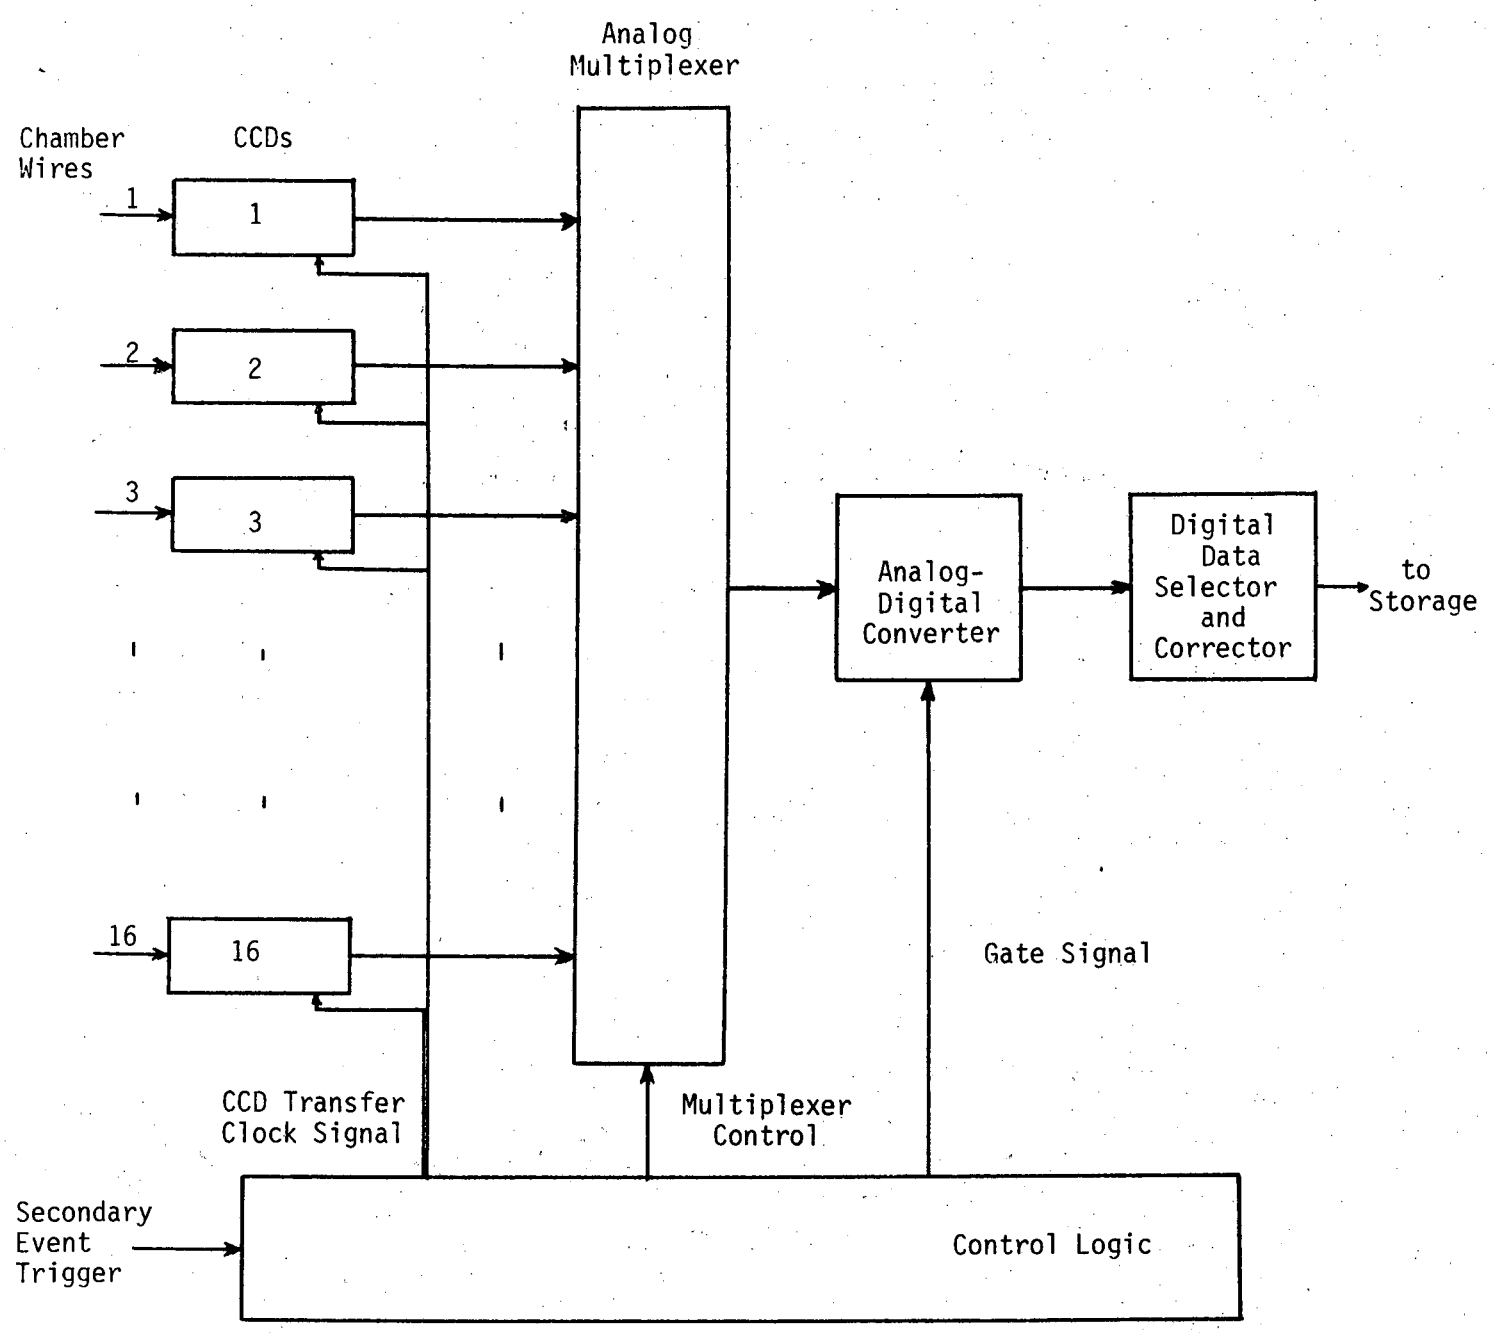 Analog
Multiplexer
Chamber
Wires
CCDs
1
1
2
2
3
3
16
16
Analog-
Digital
Converter
Digital
Data
Selector
and
Corrector
to
Storage
Gate Signal
CCD Transfer
Clock Signal
Multiplexer
Control
Secondary
Event
Trigger
Control Logic